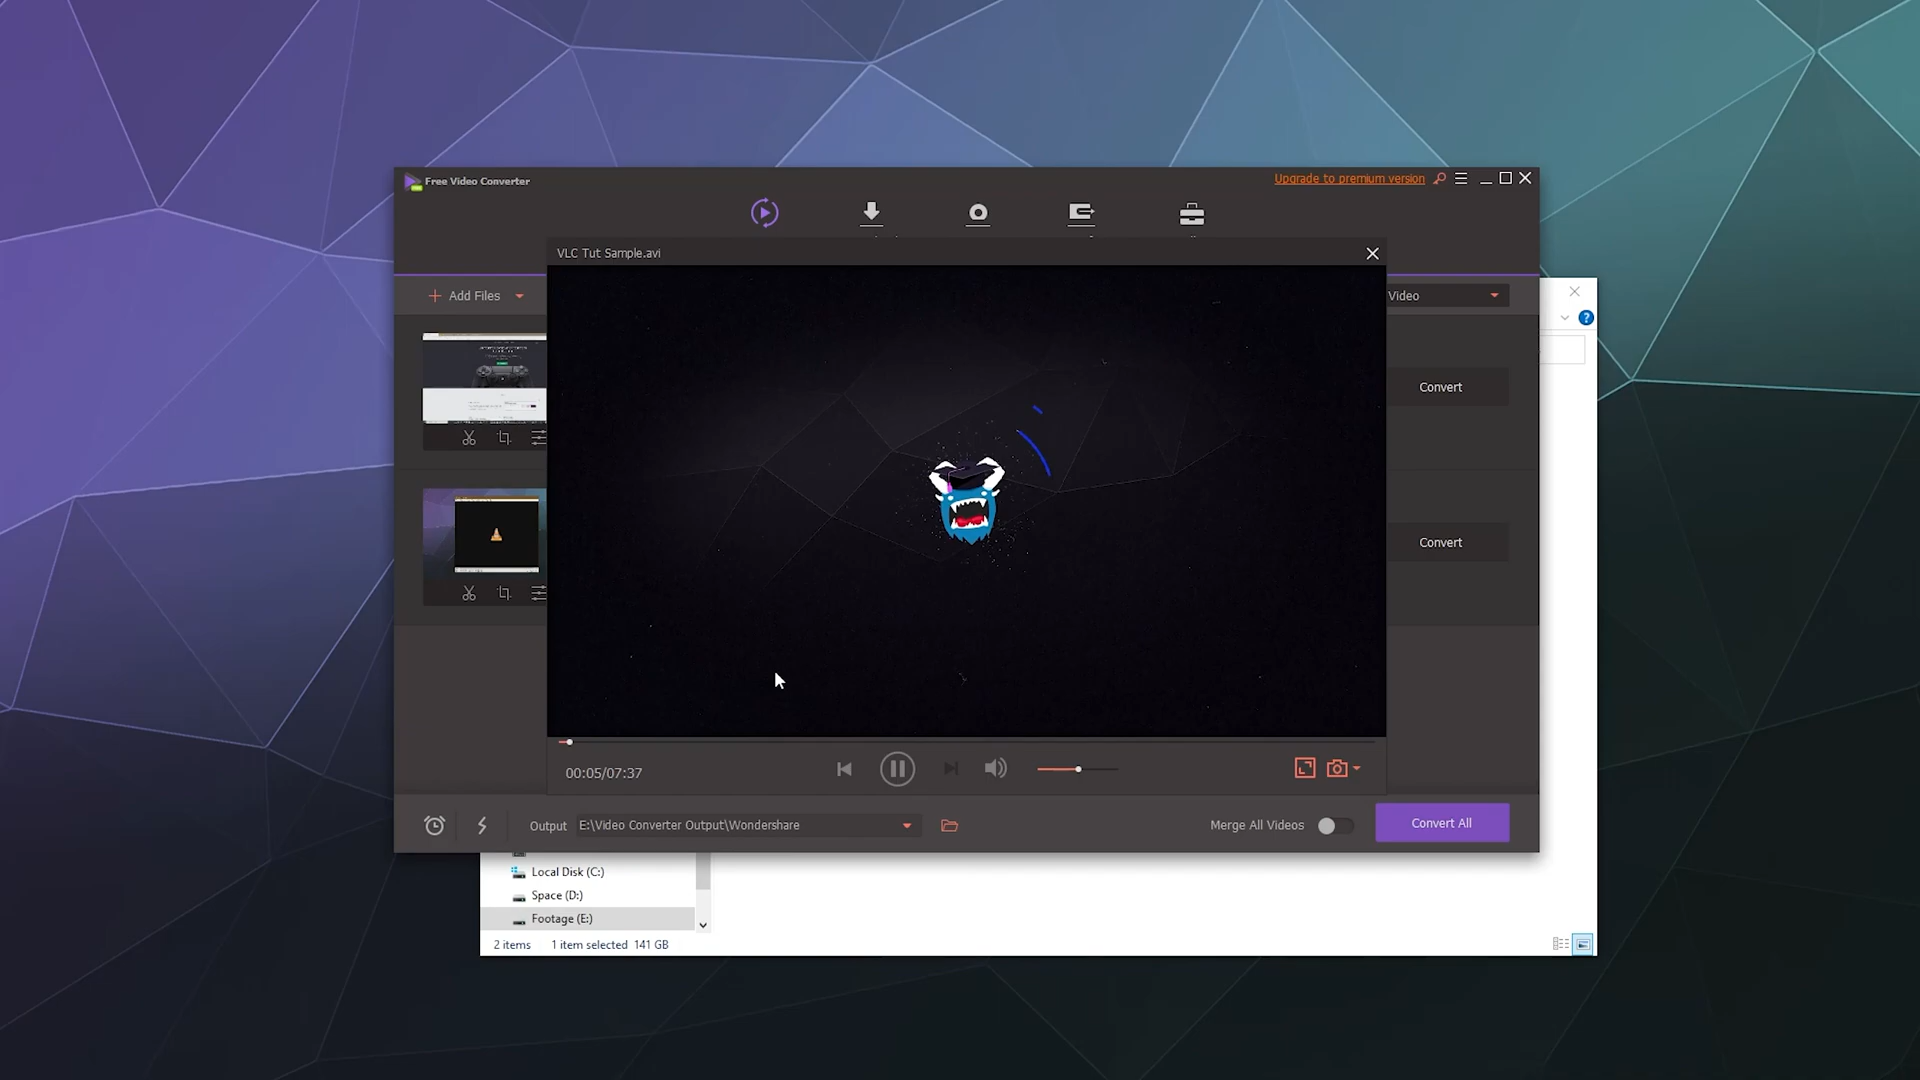 Free Video Converter
Upgrade to premium version
VLC Tut Sample.avi
Add Files
Video
Convert
Convert
00:05/07:37
Output
E:\Video Converter Output\Wondershare
Merge All Videos
Convert All
Local Disk (C:)
Space (D:)
Footage (E:)
2 items
1 item selected 141 GB